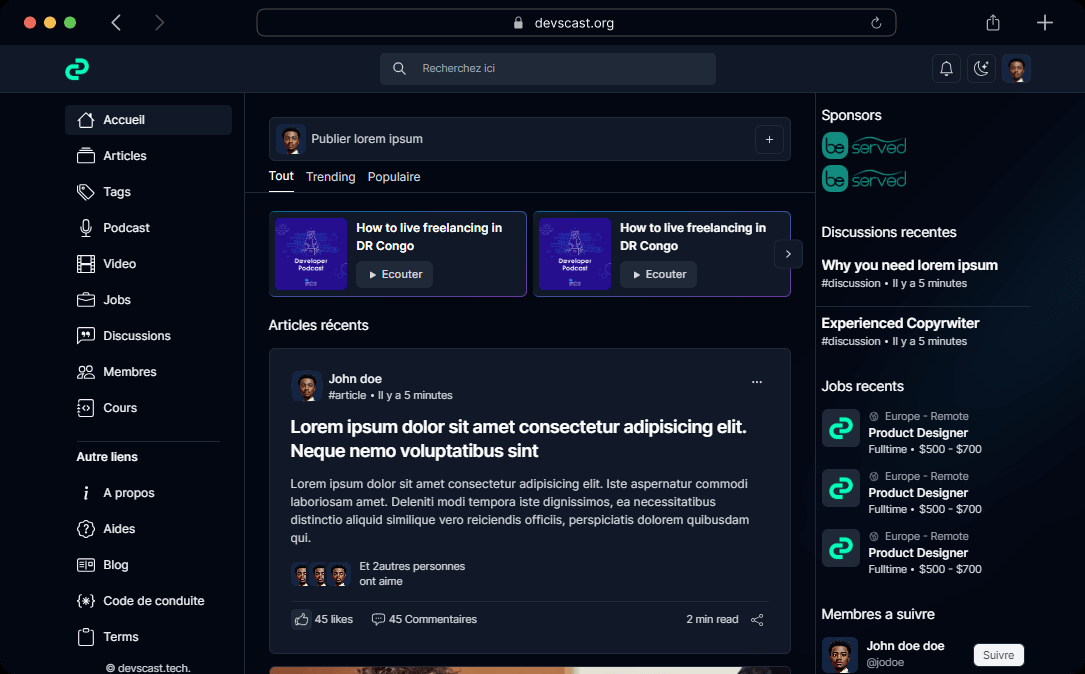 devscast.org
Recherchez ici
Accueil
Articles
Tags
Podcast
Video
Jobs
Discussions
Membres
Cours
Autre liens
A propos
Aides
Blog
Code de conduite
Terms
© devscast.tech.
Publier lorem ipsum
Tout Trending Populaire
How to live freelancing in
DR Congo
Ecouter
Developer
Podcast
How to live freelancing in
DR Congo
Ecouter
Developer
Podcast
Articles récents
John doe
#article • Il y a 5 minutes
Lorem ipsum dolor sit amet consectetur adipisicing elit.
Neque nemo voluptatibus sint
Lorem ipsum dolor sit amet consectetur adipisicing elit. Iste aspernatur commodi
laboriosam amet. Deleniti modi tempora iste dignissimos, ea necessitatibus
distinctio aliquid similique vero reiciendis officiis, perspiciatis dolorem quibusdam
qui.
Et 2autres personnes
ont aime
45 likes 45 Commentaires 2 min read
Sponsors
be served
be served
Discussions recentes
Why you need lorem ipsum
#discussion • Il y a 5 minutes
Experienced Copyrwiter
#discussion • Il y a 5 minutes
Jobs recents
Europe - Remote
Product Designer
Fulltime • $500 - $700
Europe - Remote
Product Designer
Fulltime • $500 - $700
Europe - Remote
Product Designer
Fulltime • $500 - $700
Membres a suivre
John doe doe
@jodoe
Suivre